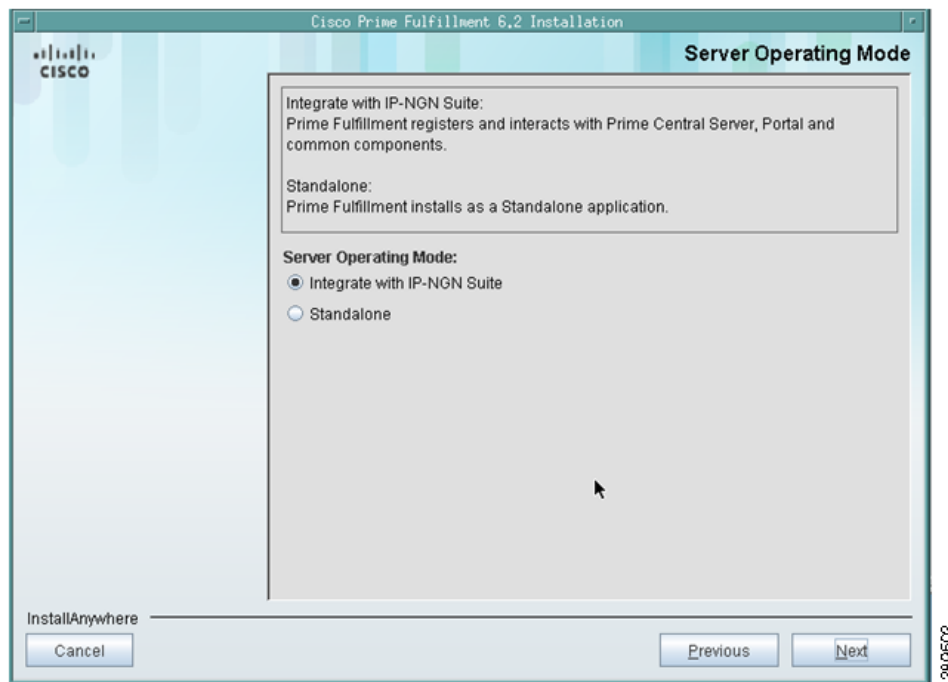 Cisco Prime Fulfillment 6.2 Installation
CISCO
Server Operating Mode
Integrate with IP-NGN Suite:
Prime Fulfillment registers and interacts with Prime Central Server, Portal and
common components.
Standalone:
Prime Fulfillment installs as a Standalone application.
Server Operating Mode:
Integrate with IP-NGN Suite
Standalone
InstallAnywhere
Cancel
Previous
Next